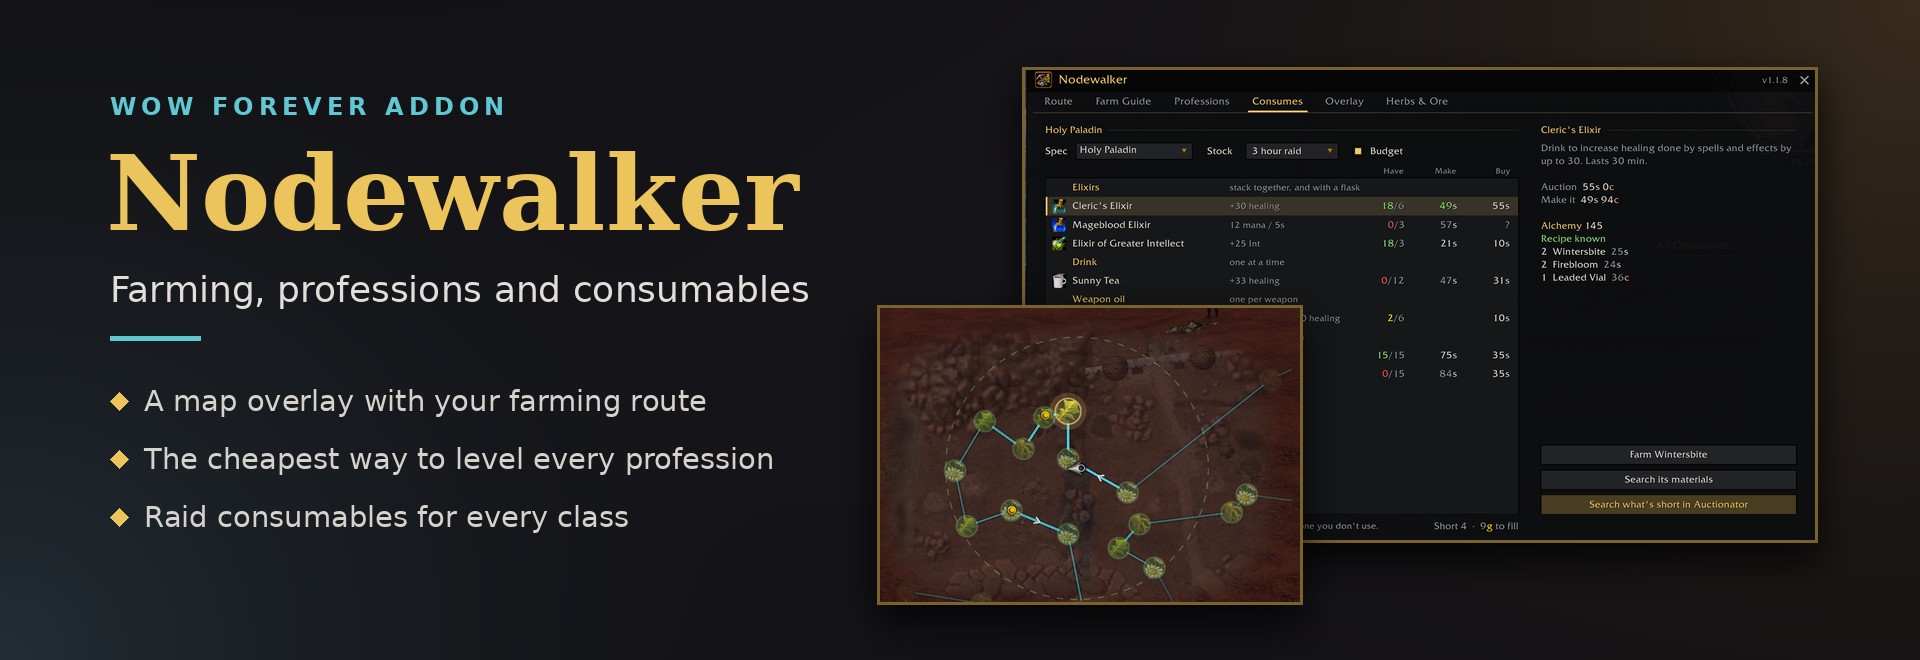 WOW FOREVER ADDON
Nodewalker
Farming, professions and consumables
A map overlay with your farming route
The cheapest way to level every profession
Raid consumables for every class
Nodewalker v1.1.8
Route Farm Guide Professions Consumes Overlay Herbs & Ore
Holy Paladin
Spec Holy Paladin Stock 3 hour raid Budget
Have Make Buy
Elixirs stack together, and with a flask
Cleric's Elixir +30 healing 18/6 49s 55s
Mageblood Elixir 12 mana / 5s 0/3 57s ?
Elixir of Greater Intellect +25 Int 18/3 21s 10s
Drink one at a time
Sunny Tea +33 healing 0/12 47s 31s
Weapon oil one per weapon
healing 2/6 10s
15/15 75s 35s
0/15 84s 35s
you don't use. Short 4 · 9g to fill
Cleric's Elixir
Drink to increase healing done by spells and effects by
up to 30. Lasts 30 min.
Auction 55s 0c
Make it 49s 94c
Alchemy 145
Recipe known
2 Wintersbite 25s
2 Firebloom 24s
1 Leaded Vial 36c
Farm Wintersbite
Search its materials
Search what's short in Auctionator